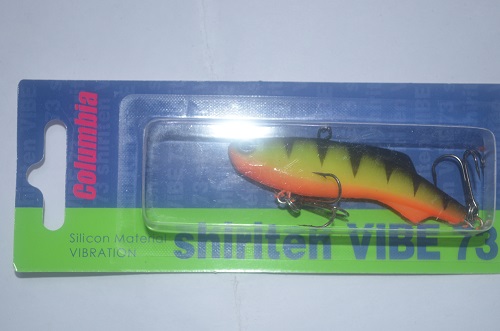 Columbia
Silicon Material
VIBRATION
shiriten VIBE 73